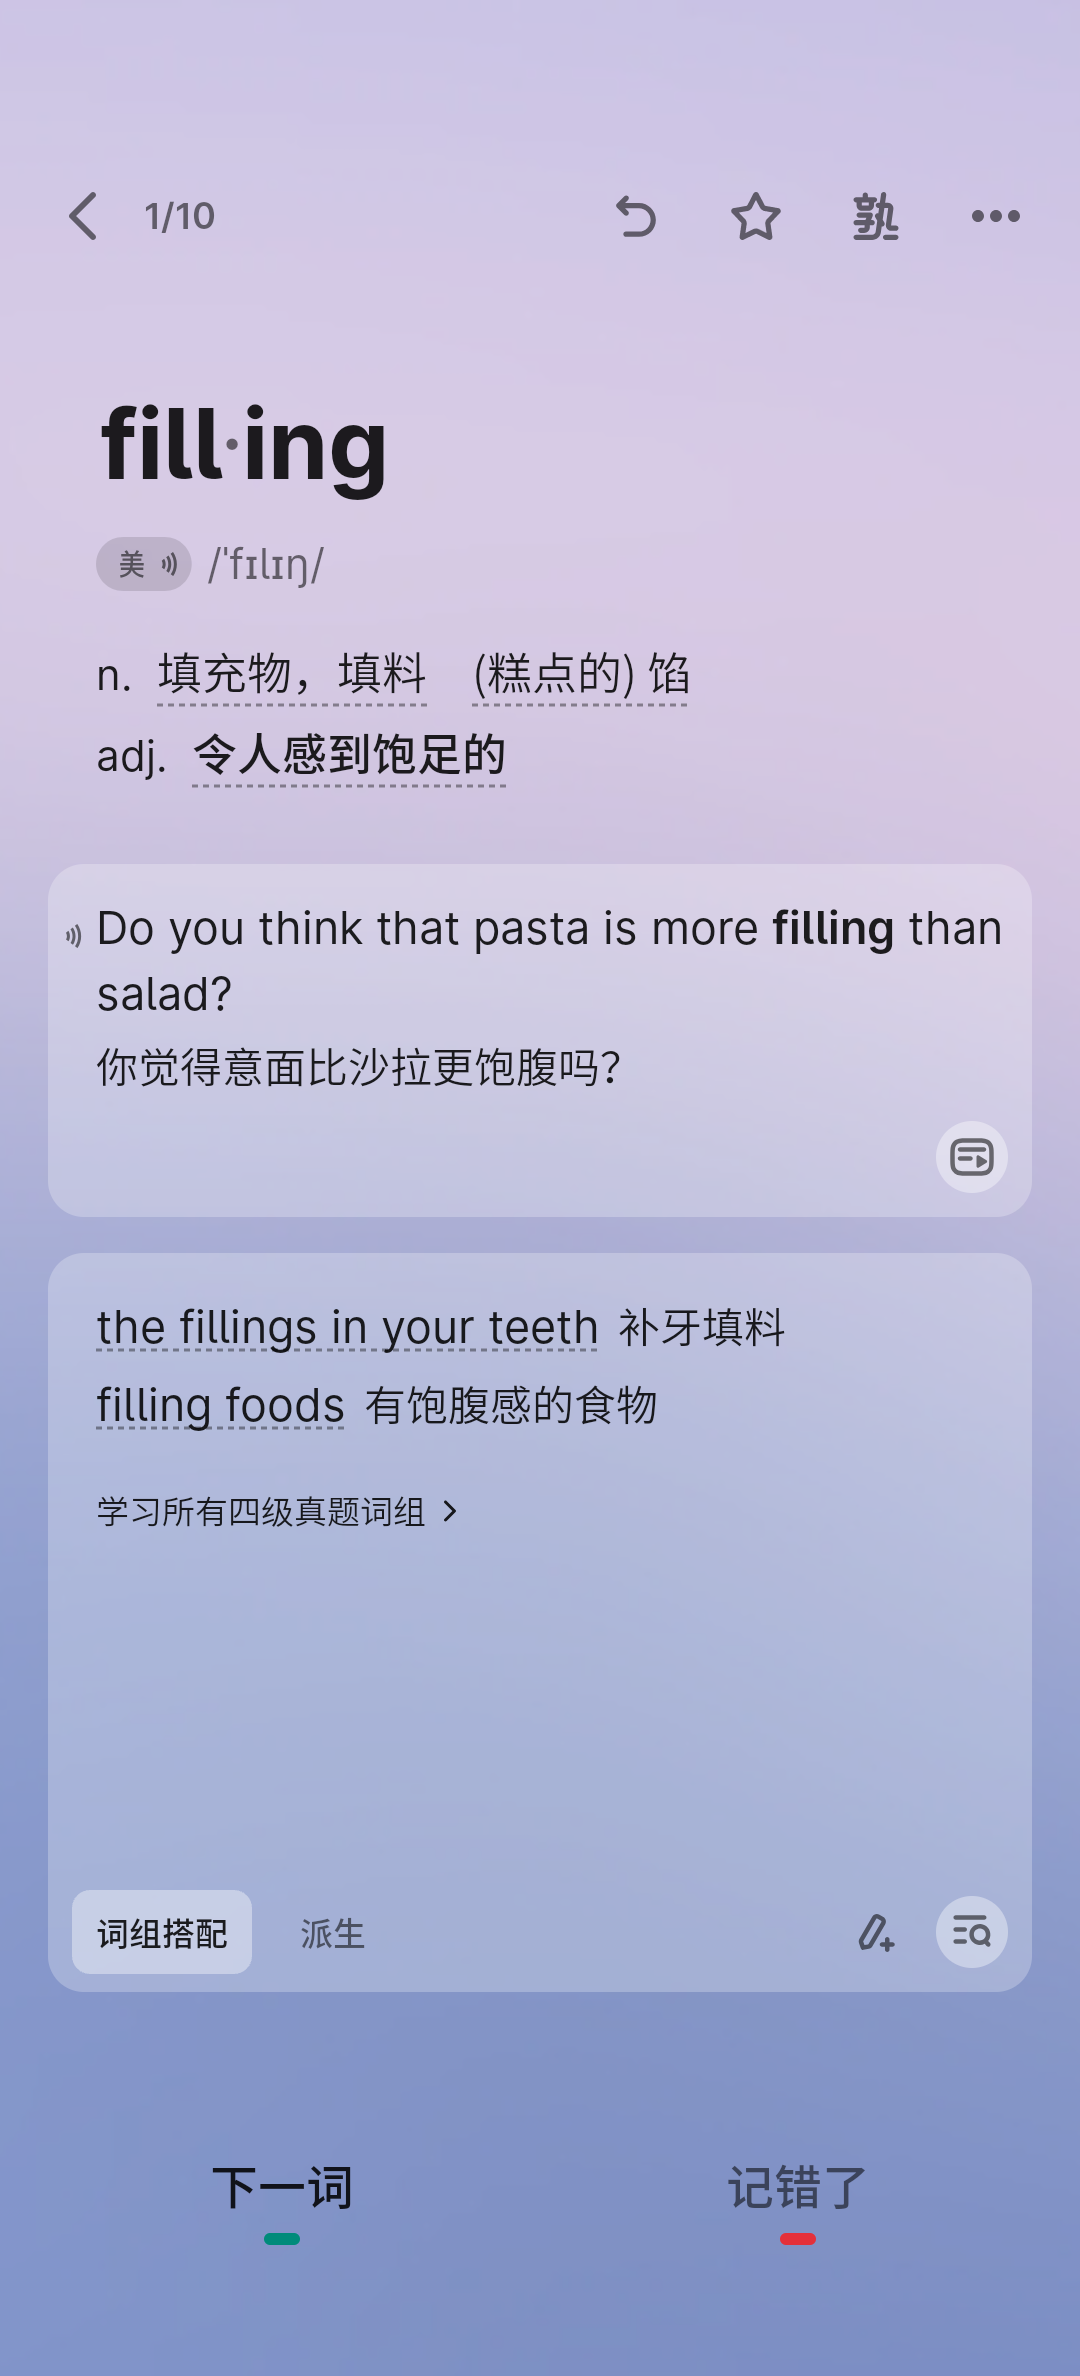 1/10
fill·ing
美 /ˈfɪlɪŋ/
n. 填充物，填料 (糕点的) 馅
adj. 令人感到饱足的
Do you think that pasta is more filling than
salad?
你觉得意面比沙拉更饱腹吗？
the fillings in your teeth 补牙填料
filling foods 有饱腹感的食物
学习所有四级真题词组 >
词组搭配 派生
下一词 记错了